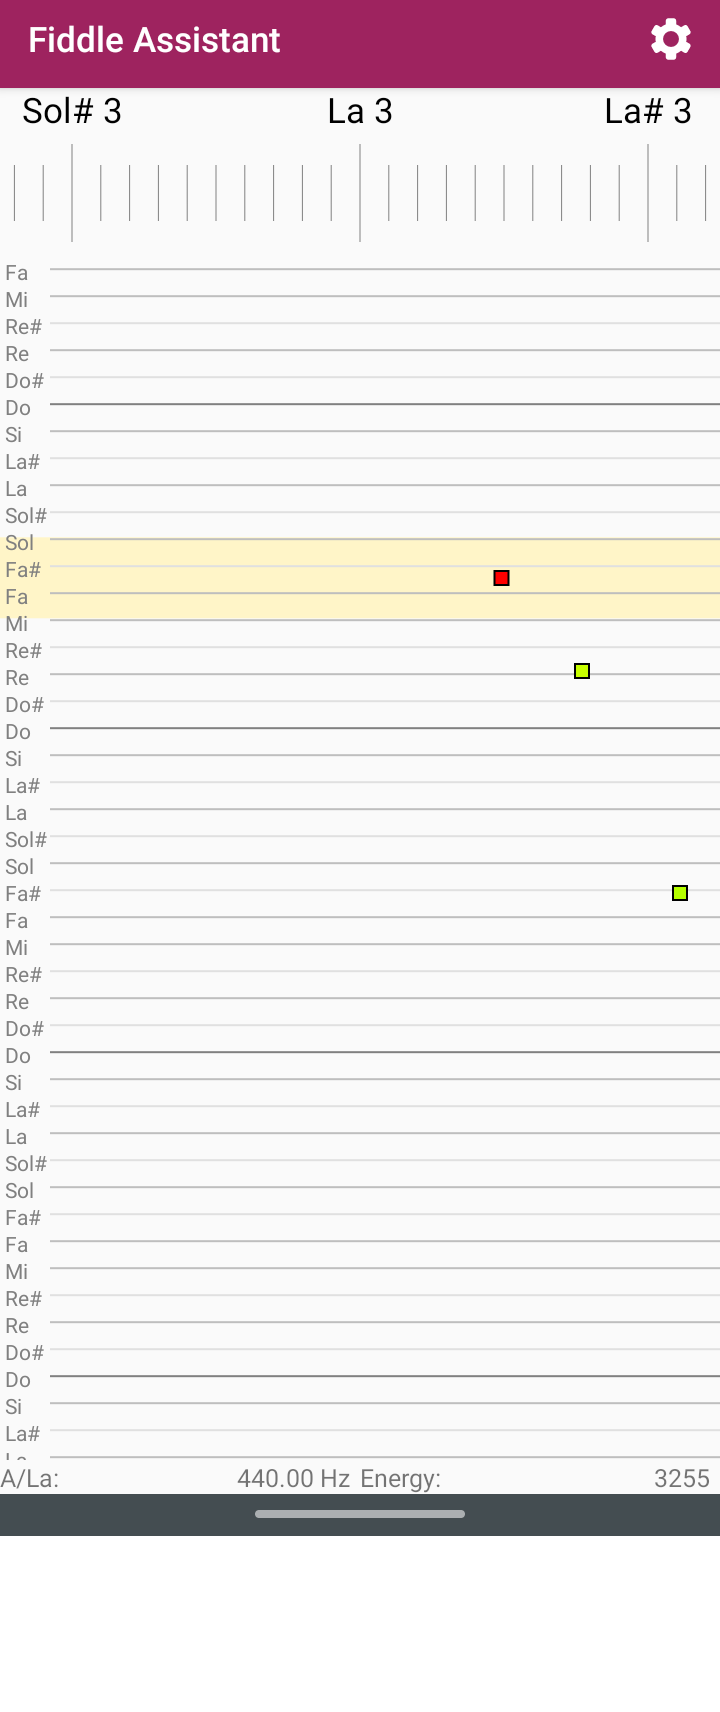 Fiddle Assistant
Sol# 3 La 3 La# 3
Fa
Mi
Re#
Re
Do#
Do
Si
La#
La
Sol#
Sol
Fa#
Fa
Mi
Re#
Re
Do#
Do
Si
La#
La
Sol#
Sol
Fa#
Fa
Mi
Re#
Re
Do#
Do
Si
La#
La
Sol#
Sol
Fa#
Fa
Mi
Re#
Re
Do#
Do
Si
La#
A/La: 440.00 Hz Energy: 3255